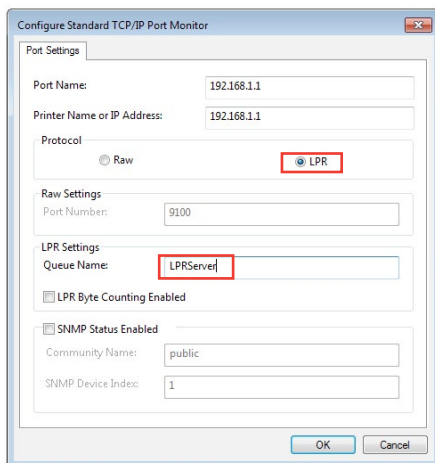 Configure Standard TCP/IP Port Monitor
Port Settings
Port Name: 192.168.1.1
Printer Name or IP Address: 192.168.1.1
Protocol
Raw LPR
Raw Settings
Port Number: 9100
LPR Settings
Queue Name: LPRServer
LPR Byte Counting Enabled
SNMP Status Enabled
Community Name: public
SNMP Device Index: 1
OK Cancel